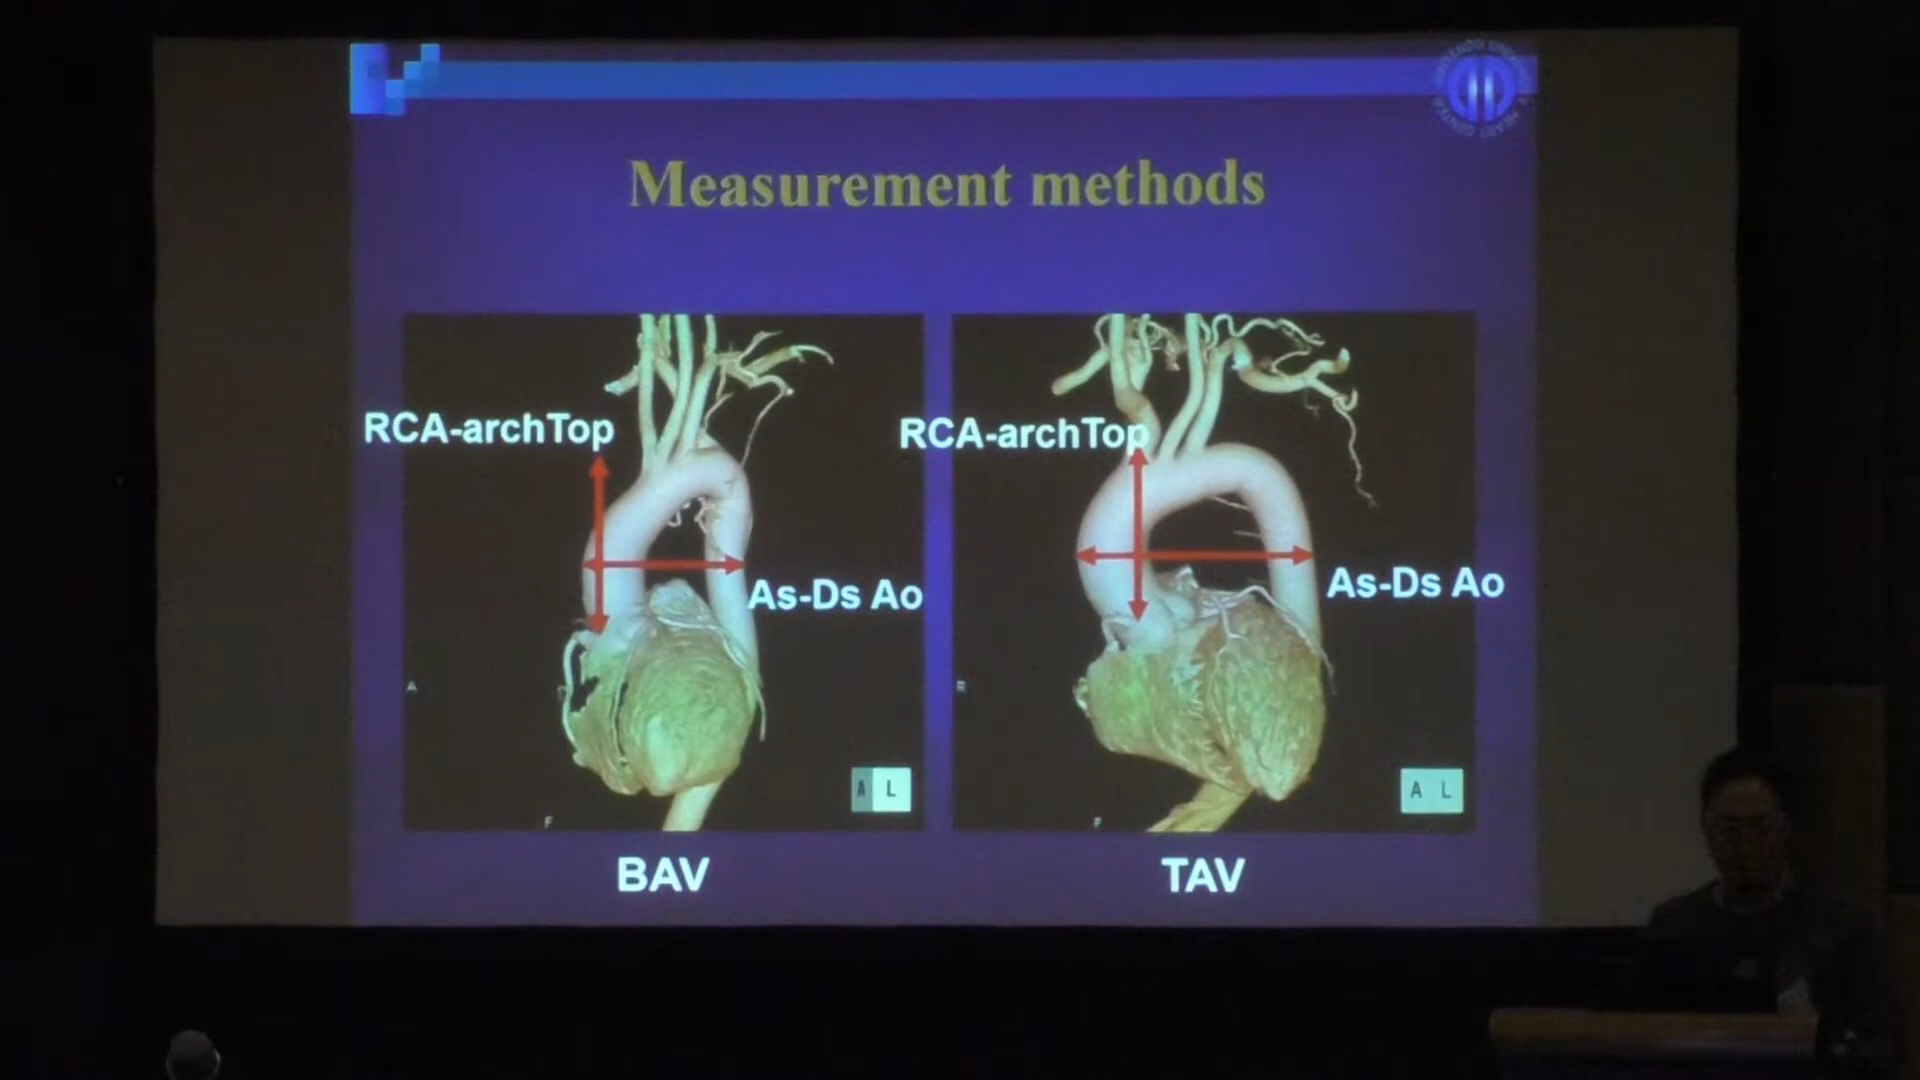 Measurement methods
RCA-archTop
RCA-archTop
As-Ds Ao
As-Ds Ao
A
R
A L
A L
F
BAV
TAV